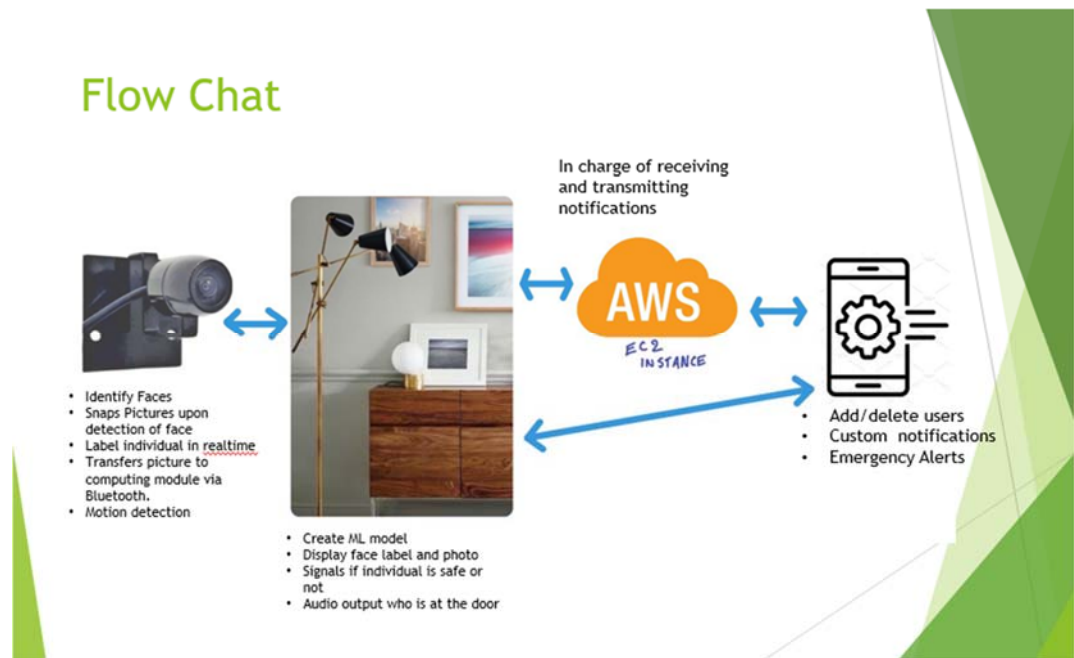 Flow Chat
In charge of receiving
and transmitting
notifications
AWS
EC2
INSTANCE
• Identify Faces
• Snaps Pictures upon
detection of face
• Label individual in realtime
• Transfers picture to
computing module via
Bluetooth.
• Motion detection
• Create ML model
• Display face label and photo
• Signals if individual is safe or
not
• Audio output who is at the door
• Add/delete users
• Custom notifications
• Emergency Alerts